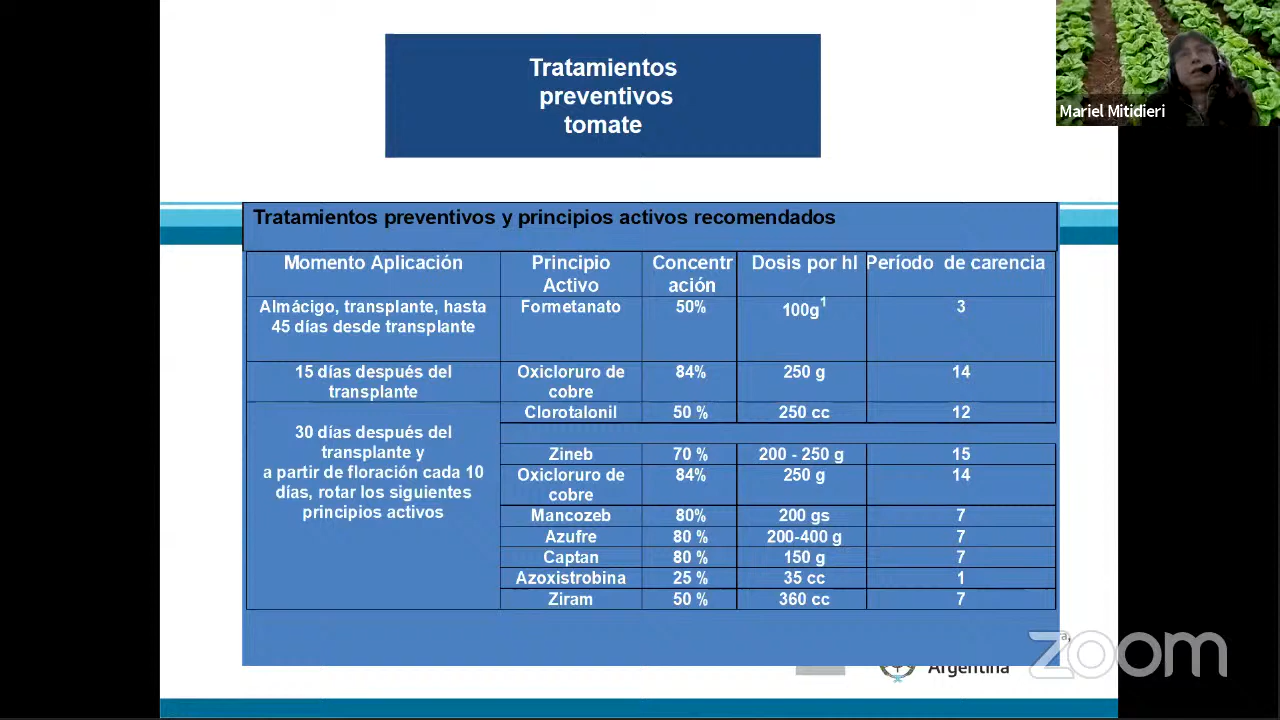 Tratamientos
preventivos
tomate
Mariel Mitidieri
Tratamientos preventivos y principios activos recomendados
Momento Aplicación
Principio
Activo
Concentr
ación
Dosis por hl
Período de carencia
Almácigo, transplante, hasta
45 días desde transplante
Formetanato
50%
100g1
3
15 días después del
transplante
Oxicloruro de
cobre
84%
250 g
14
30 días después del
transplante y
a partir de floración cada 10
días, rotar los siguientes
principios activos
Clorotalonil
50 %
250 cc
12
Zineb
70 %
200 - 250 g
15
Oxicloruro de
cobre
84%
250 g
14
Mancozeb
80%
200 gs
7
Azufre
80 %
200-400 g
7
Captan
80 %
150 g
7
Azoxistrobina
25 %
35 cc
1
Ziram
50 %
360 cc
7
Argentina
zoom